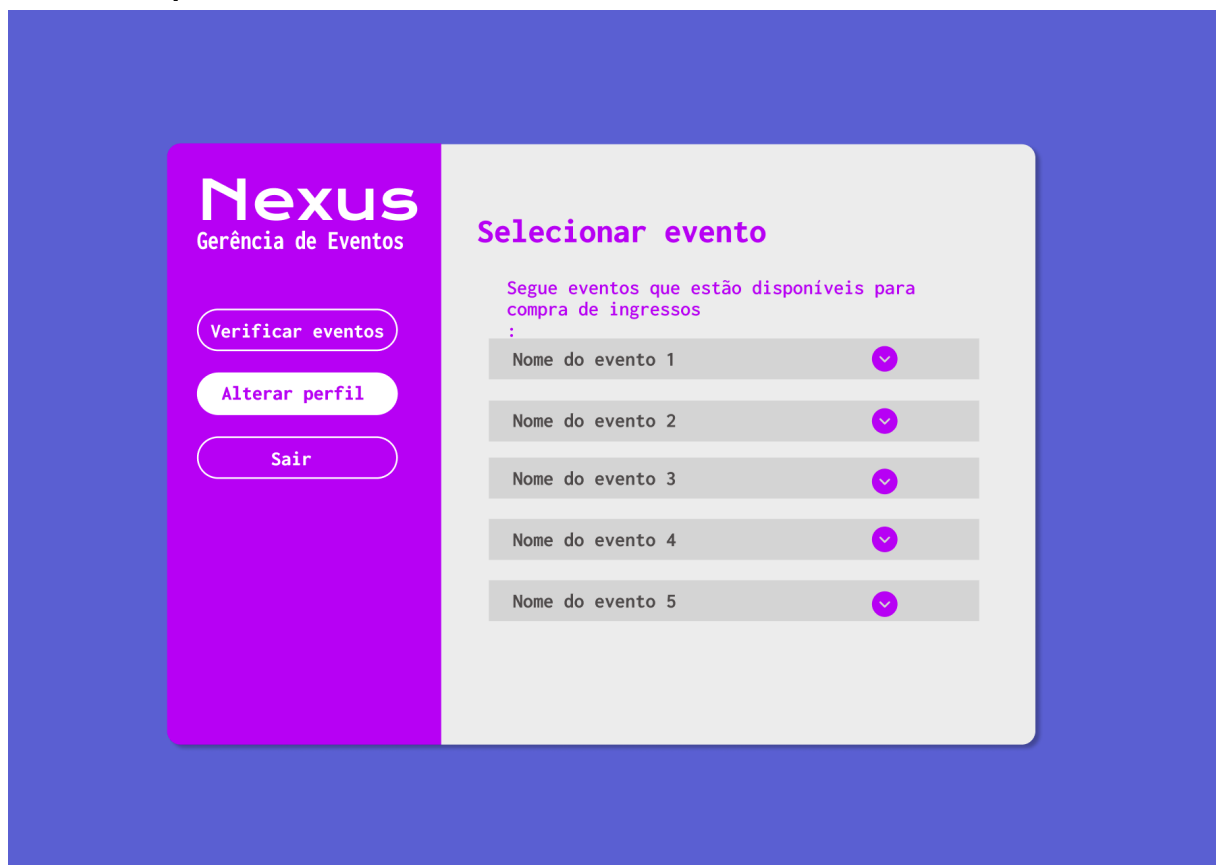 Nexus
Gerência de Eventos
Verificar eventos
Alterar perfil
Sair
Selecionar evento
Segue eventos que estão disponíveis para
compra de ingressos
:
Nome do evento 1
Nome do evento 2
Nome do evento 3
Nome do evento 4
Nome do evento 5